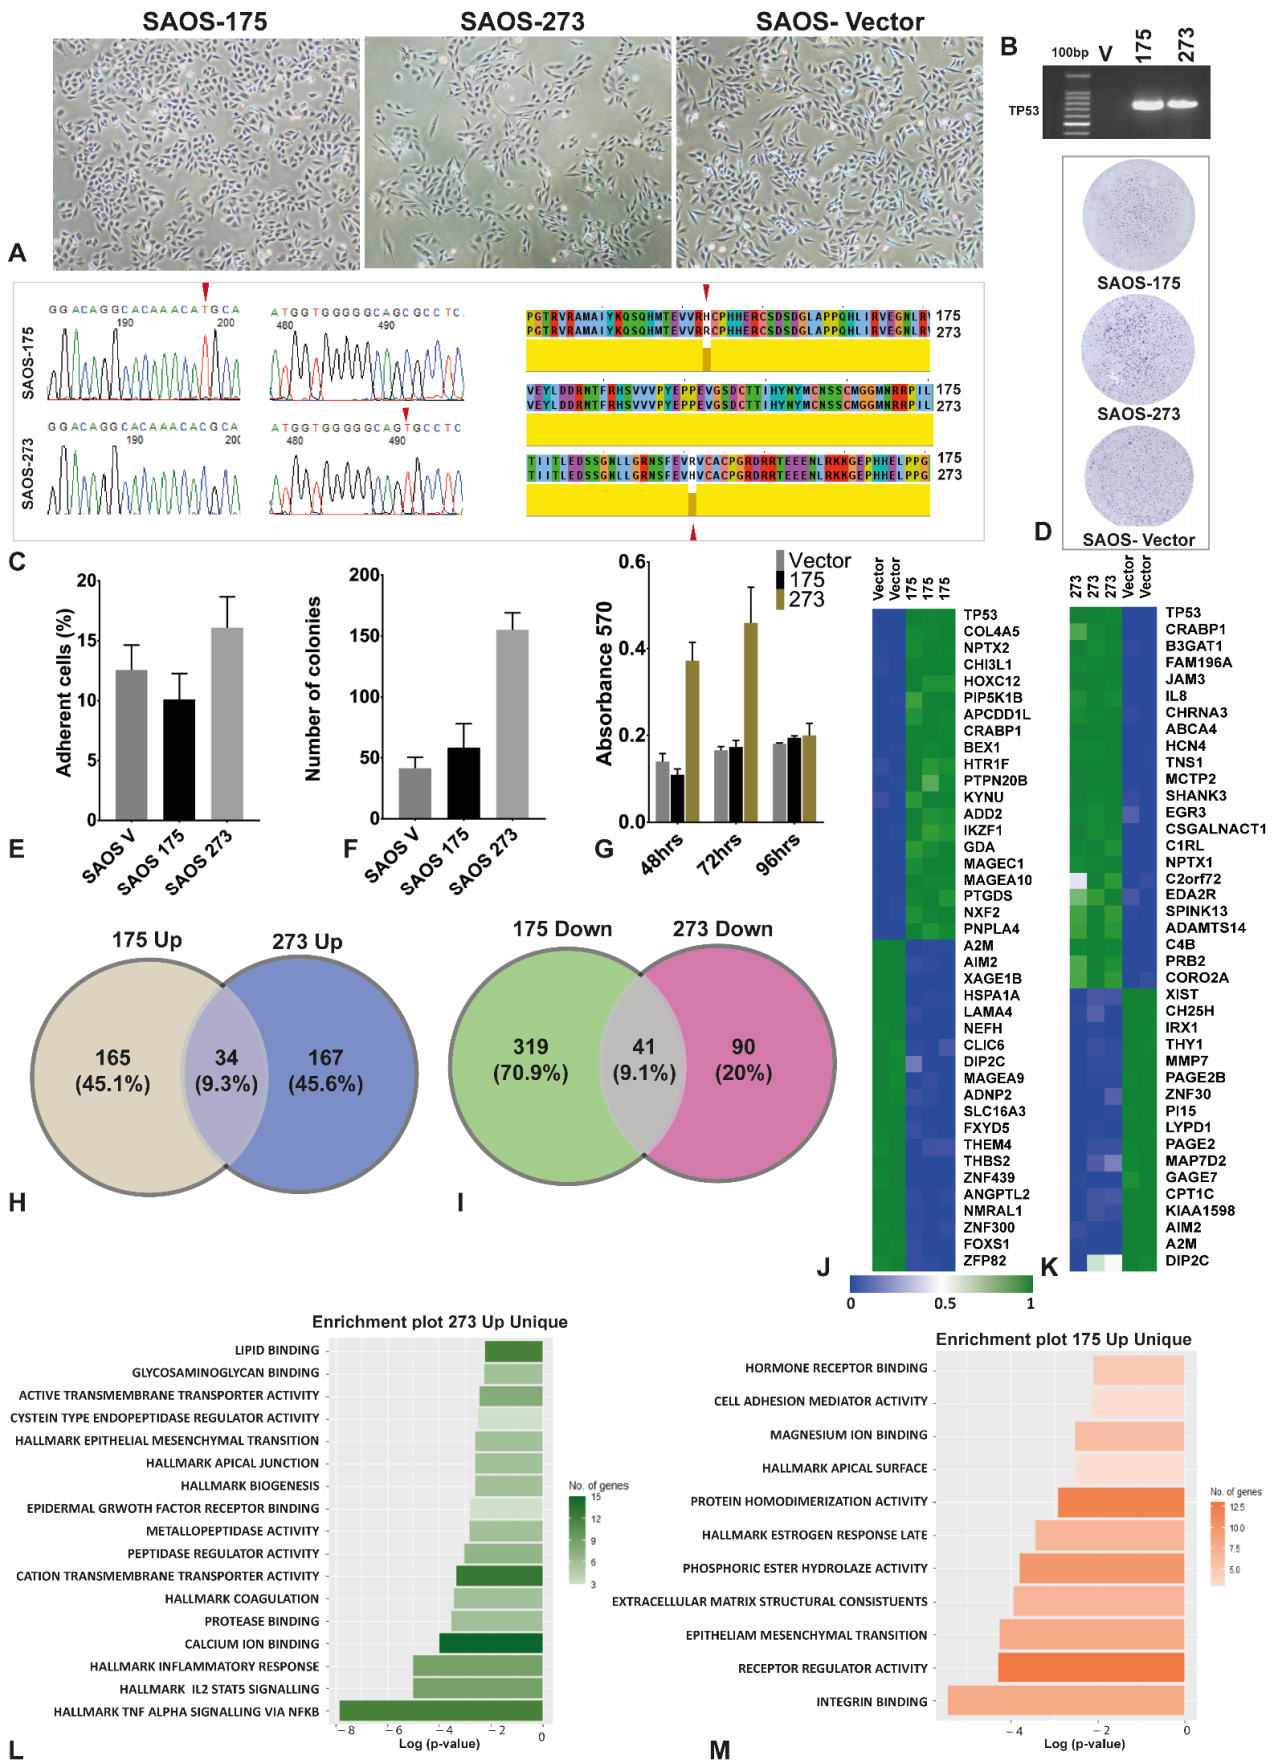 SAOS-175 SAOS-273 SAOS- Vector
A
B
100bp V 175 273
TP53
SAOS-175
SAOS-273
SAOS- Vector
D
SAOS-175
GGACAGGCACAAACATGCA
190 200
ATGGTGGGGGCAGCGCCTC
480 490
SAOS-273
GGACAGGCACAAACACGCA
190 200
ATGGTGGGGGCAGTGCCTC
480 490
PGTRVRAMAIYKQSQHMTEVVRHCPHHERCSDSDGLAPPQHLIRVEGNLRV 175
PGTRVRAMAIYKQSQHMTEVVRRCPHHERCSDSDGLAPPQHLIRVEGNLRV 273
VEYLDDRNTFRHSVVVPYEPPEVGSDCTTIHYNYMCNSSCMGGMNRRPIL 175
VEYLDDRNTFRHSVVVPYEPPEVGSDCTTIHYNYMCNSSCMGGMNRRPIL 273
TIITLEDSSGNLLGRNSFEVRVCACPGRDRRTEEENLRKKGEPHHELPPG 175
TIITLEDSSGNLLGRNSFEVHVCACPGRDRRTEEENLRKKGEPHHELPPG 273
C
Adherent cells (%)
20
15
10
5
0
SAOS V SAOS 175 SAOS 273
E
Number of colonies
200
150
100
50
0
SAOS V SAOS 175 SAOS 273
F
Absorbance 570
0.6
0.4
0.2
0.0
Vector
175
273
48hrs 72hrs 96hrs
G
175 Up 273 Up
165 (45.1%)
34 (9.3%)
167 (45.6%)
H
175 Down 273 Down
319 (70.9%)
41 (9.1%)
90 (20%)
I
Vector Vector 175 175 175
TP53
COL4A5
NPTX2
CHI3L1
HOXC12
PIP5K1B
APCDD1L
CRABP1
BEX1
HTR1F
PTPN20B
KYNU
ADD2
IKZF1
GDA
MAGEC1
MAGEA10
PTGDS
NXF2
PNPLA4
A2M
AIM2
XAGE1B
HSPA1A
LAMA4
NEFH
CLIC6
DIP2C
MAGEA9
ADNP2
SLC16A3
FXYD5
THEM4
THBS2
ZNF439
ANGPTL2
NMRAL1
ZNF300
FOXS1
ZFP82
J
0 0.5 1
273 273 273 Vector Vector
TP53
CRABP1
B3GAT1
FAM196A
JAM3
IL8
CHRNA3
ABCA4
HCN4
TNS1
MCTP2
SHANK3
EGR3
CSGALNACT1
C1RL
NPTX1
C2orf72
EDA2R
SPINK13
ADAMTS14
C4B
PRB2
CORO2A
XIST
CH25H
IRX1
THY1
MMP7
PAGE2B
ZNF30
PI15
LYPD1
PAGE2
MAP7D2
GAGE7
CPT1C
KIAA1598
AIM2
A2M
DIP2C
K
Enrichment plot 273 Up Unique
LIPID BINDING
GLYCOSAMINOGLYCAN BINDING
ACTIVE TRANSMEMBRANE TRANSPORTER ACTIVITY
CYSTEIN TYPE ENDOPEPTIDASE REGULATOR ACTIVITY
HALLMARK EPITHELIAL MESENCHYMAL TRANSITION
HALLMARK APICAL JUNCTION
HALLMARK BIOGENESIS
EPIDERMAL GRWOTH FACTOR RECEPTOR BINDING
METALLOPEPTIDASE ACTIVITY
PEPTIDASE REGULATOR ACTIVITY
CATION TRANSMEMBRANE TRANSPORTER ACTIVITY
HALLMARK COAGULATION
PROTEASE BINDING
CALCIUM ION BINDING
HALLMARK INFLAMMATORY RESPONSE
HALLMARK IL2 STAT5 SIGNALLING
HALLMARK TNF ALPHA SIGNALLING VIA NFKB
−8 −6 −4 −2 0
Log (p-value)
No. of genes
15
12
9
6
3
L
Enrichment plot 175 Up Unique
HORMONE RECEPTOR BINDING
CELL ADHESION MEDIATOR ACTIVITY
MAGNESIUM ION BINDING
HALLMARK APICAL SURFACE
PROTEIN HOMODIMERIZATION ACTIVITY
HALLMARK ESTROGEN RESPONSE LATE
PHOSPHORIC ESTER HYDROLAZE ACTIVITY
EXTRACELLULAR MATRIX STRUCTURAL CONSISTUENTS
EPITHELIAM MESENCHYMAL TRANSITION
RECEPTOR REGULATOR ACTIVITY
INTEGRIN BINDING
−4 −2 0
Log (p-value)
No. of genes
12.5
10.0
7.5
5.0
M